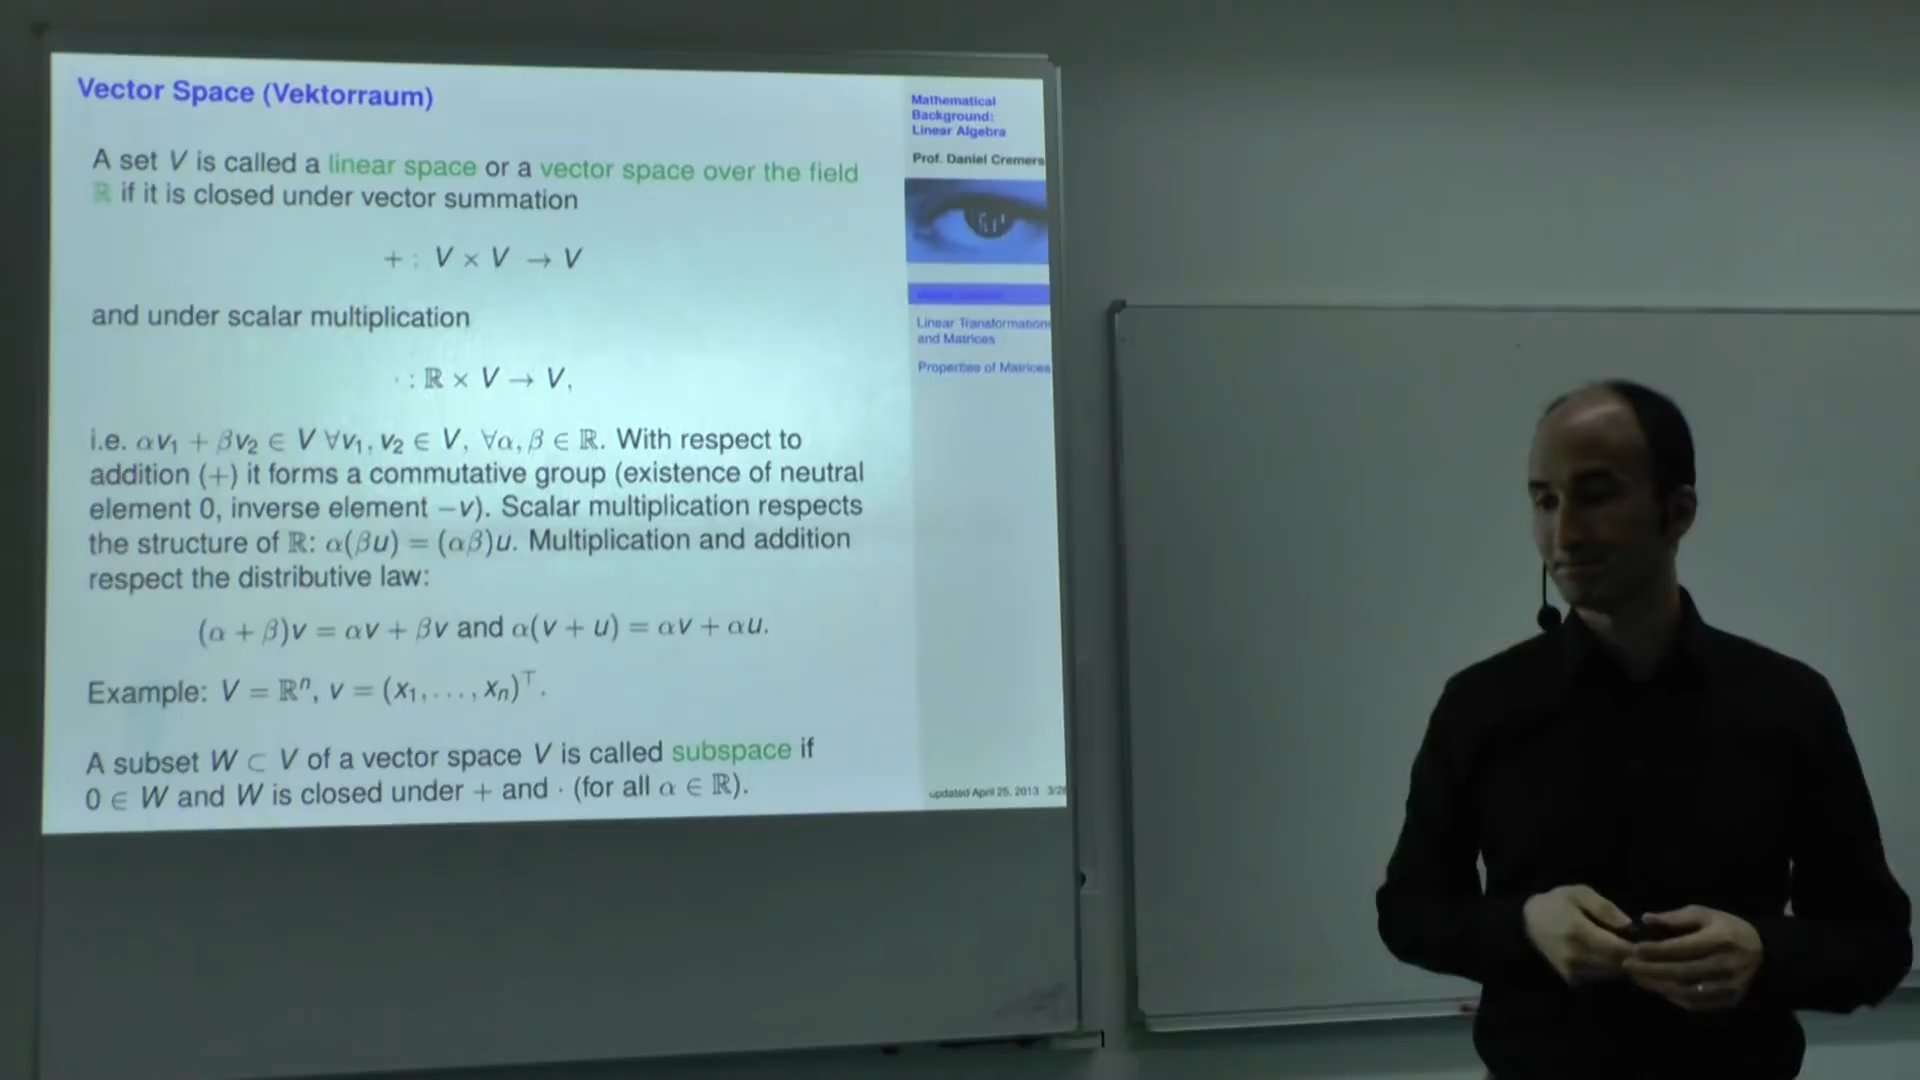 Vector Space (Vektorraum)
A set V is called a linear space or a vector space over the field
ℝ if it is closed under vector summation
+ : V × V → V
and under scalar multiplication
· : ℝ × V → V,
i.e. αv₁ + βv₂ ∈ V ∀v₁, v₂ ∈ V, ∀α, β ∈ ℝ. With respect to
addition (+) it forms a commutative group (existence of neutral
element 0, inverse element −v). Scalar multiplication respects
the structure of ℝ: α(βu) = (αβ)u. Multiplication and addition
respect the distributive law:
(α + β)v = αv + βv and α(v + u) = αv + αu.
Example: V = ℝⁿ, v = (x₁, . . . , xₙ)⊤.
A subset W ⊂ V of a vector space V is called subspace if
0 ∈ W and W is closed under + and · (for all α ∈ ℝ).
Mathematical
Background:
Linear Algebra
Prof. Daniel Cremers
Linear Transformations
and Matrices
Properties of Matrices
updated April 25, 2013